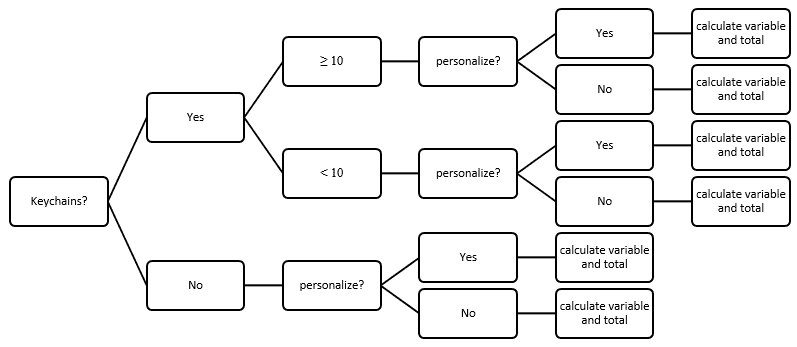 Yes
calculate variable
and total
≥ 10
personalize?
No
calculate variable
and total
Yes
Yes
calculate variable
and total
< 10
personalize?
No
calculate variable
and total
Keychains?
Yes
calculate variable
and total
No
personalize?
No
calculate variable
and total